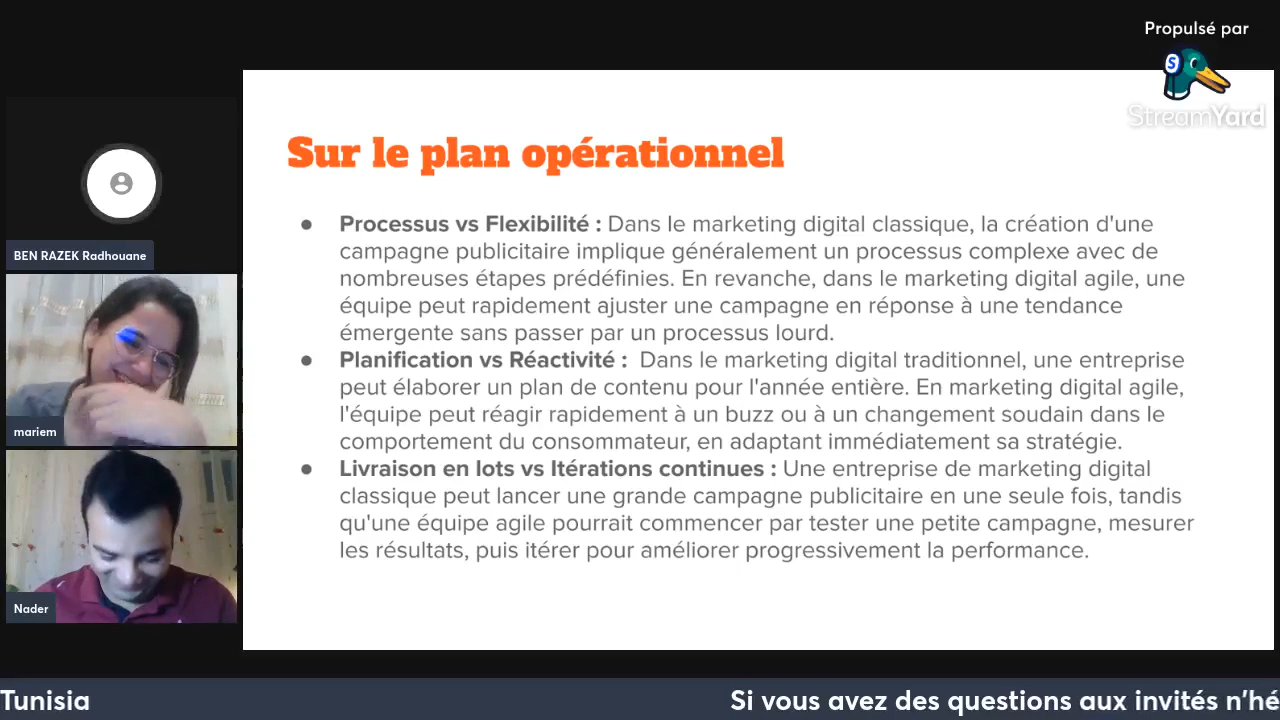 Propulsé par
StreamYard
Sur le plan opérationnel
● Processus vs Flexibilité : Dans le marketing digital classique, la création d'une
campagne publicitaire implique généralement un processus complexe avec de
nombreuses étapes prédéfinies. En revanche, dans le marketing digital agile, une
équipe peut rapidement ajuster une campagne en réponse à une tendance
émergente sans passer par un processus lourd.
● Planification vs Réactivité : Dans le marketing digital traditionnel, une entreprise
peut élaborer un plan de contenu pour l'année entière. En marketing digital agile,
l'équipe peut réagir rapidement à un buzz ou à un changement soudain dans le
comportement du consommateur, en adaptant immédiatement sa stratégie.
● Livraison en lots vs Itérations continues : Une entreprise de marketing digital
classique peut lancer une grande campagne publicitaire en une seule fois, tandis
qu'une équipe agile pourrait commencer par tester une petite campagne, mesurer
les résultats, puis itérer pour améliorer progressivement la performance.
BEN RAZEK Radhouane
mariem
Nader
Tunisia
Si vous avez des questions aux invités n'hé